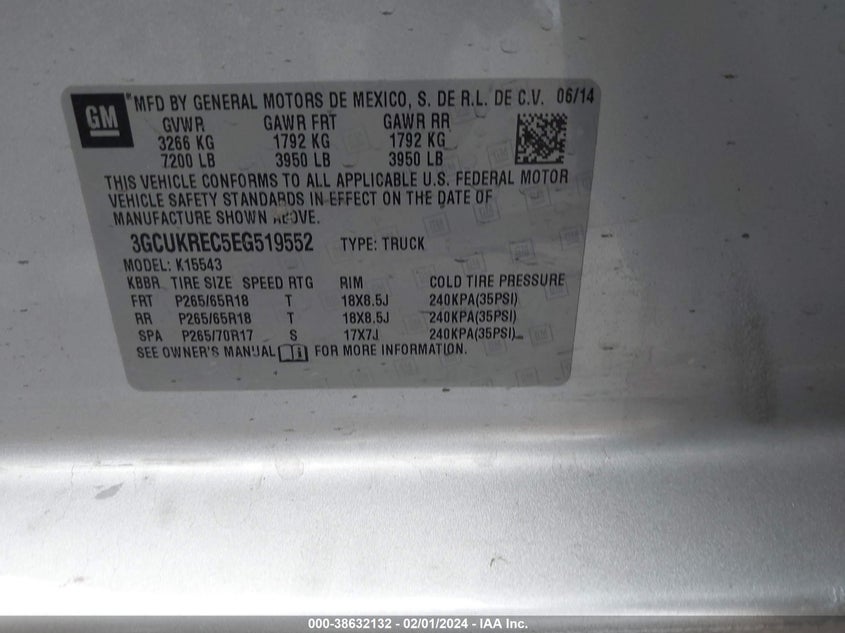 GM ® MFD BY GENERAL MOTORS DE MEXICO, S. DE R.L. DE C.V. 06/14
GVWR GAWR FRT GAWR RR
3266 KG 1792 KG 1792 KG
7200 LB 3950 LB 3950 LB
THIS VEHICLE CONFORMS TO ALL APPLICABLE U.S. FEDERAL MOTOR
VEHICLE SAFETY STANDARDS IN EFFECT ON THE DATE OF
MANUFACTURE SHOWN ABOVE.
3GCUKREC5EG519552 TYPE: TRUCK
MODEL: K15543
KBBR TIRE SIZE SPEED RTG RIM COLD TIRE PRESSURE
FRT P265/65R18 T 18X8.5J 240KPA(35PSI)
RR P265/65R18 T 18X8.5J 240KPA(35PSI)
SPA P265/70R17 S 17X7J 240KPA(35PSI)
SEE OWNER'S MANUAL FOR MORE INFORMATION.
000-38632132 - 02/01/2024 - IAA Inc.